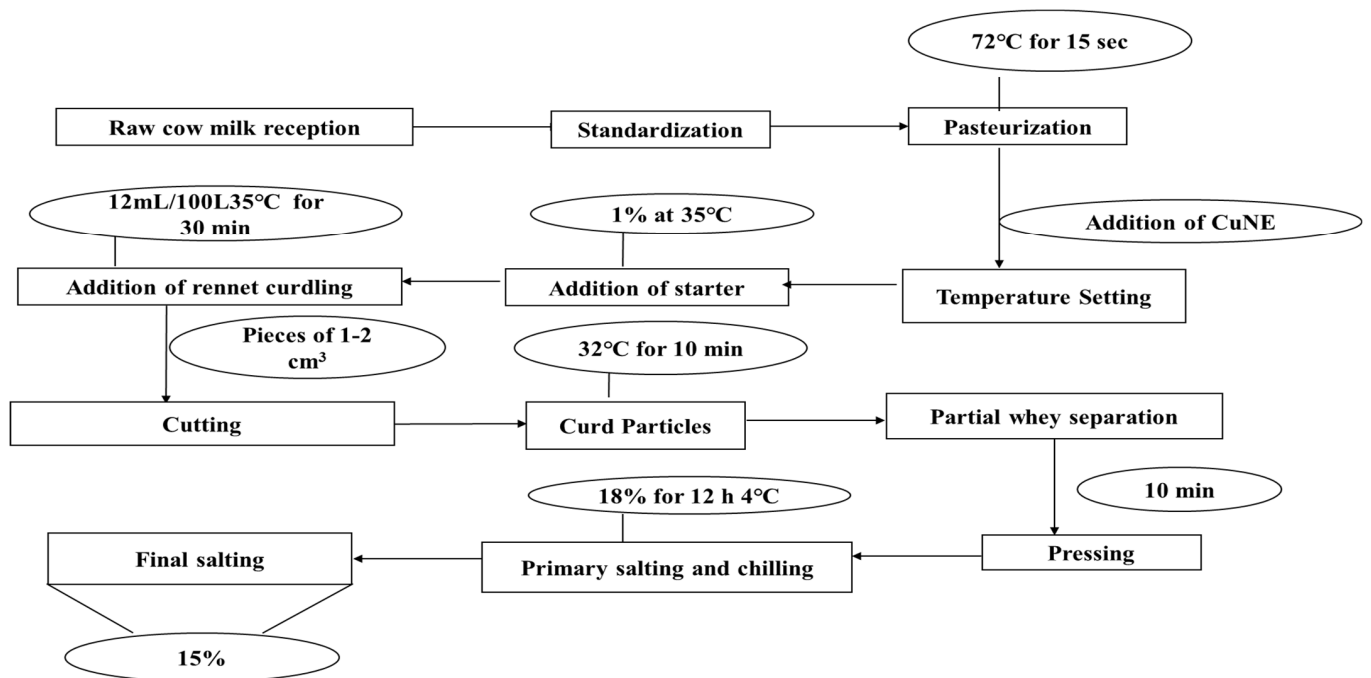 72°C for 15 sec
Raw cow milk reception
Standardization
Pasteurization
12mL/100L35°C for
30 min
1% at 35°C
Addition of CuNE
Addition of rennet curdling
Addition of starter
Temperature Setting
Pieces of 1-2
cm³
32°C for 10 min
Cutting
Curd Particles
Partial whey separation
18% for 12 h 4°C
10 min
Final salting
Primary salting and chilling
Pressing
15%